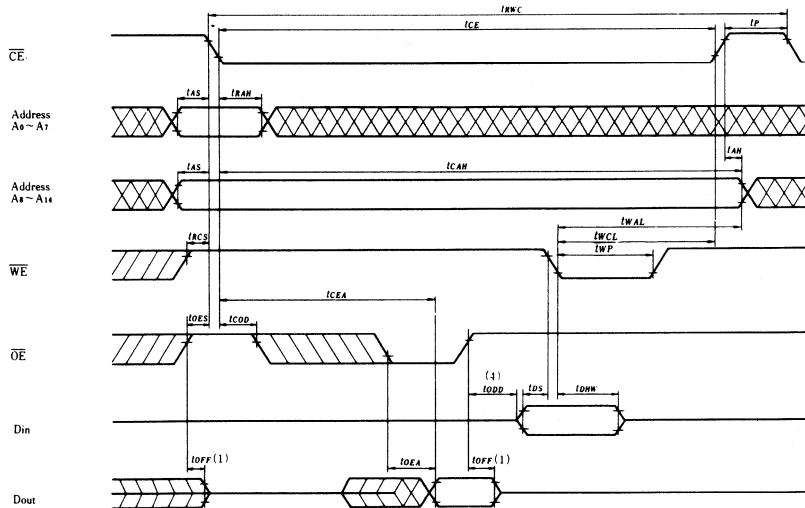 tRWC
tCE
tP
CE
tAS
tRAH
Address
A0~A7
tAH
tAS
tCAH
Address
A8~A14
tWAL
tRCS
tWCL
tWP
WE
tCEA
tOES
tCOD
OE
(4)
tODD
tDS
tDHW
Din
tOFF(1)
tOEA
tOFF(1)
Dout